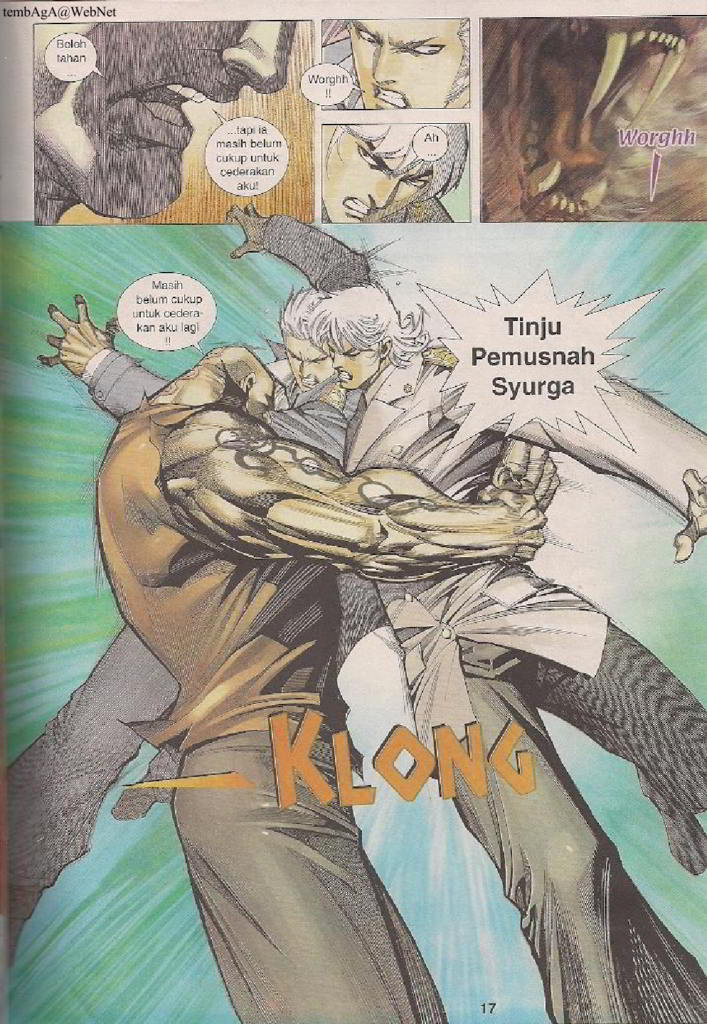 tembAgA@WebNet
Boleh
tahan
...
...tapi ia
masih belum
cukup untuk
cederakan
aku!
Worghh
!!
Ah
...
Worghh
!
Masih
belum cukup
untuk cedera-
kan aku lagi
!!
Tinju
Pemusnah
Syurga
KLONG
17